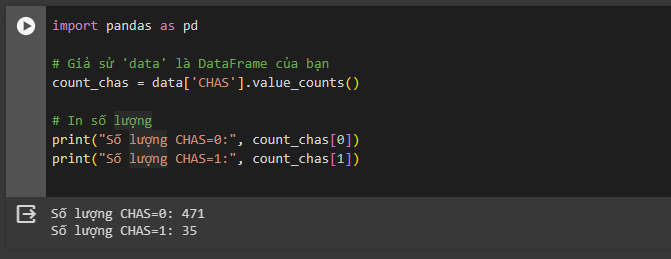 import pandas as pd
# Giả sử 'data' là DataFrame của bạn
count_chas = data['CHAS'].value_counts()
# In số lượng
print("Số lượng CHAS=0:", count_chas[0])
print("Số lượng CHAS=1:", count_chas[1])
Số lượng CHAS=0: 471
Số lượng CHAS=1: 35